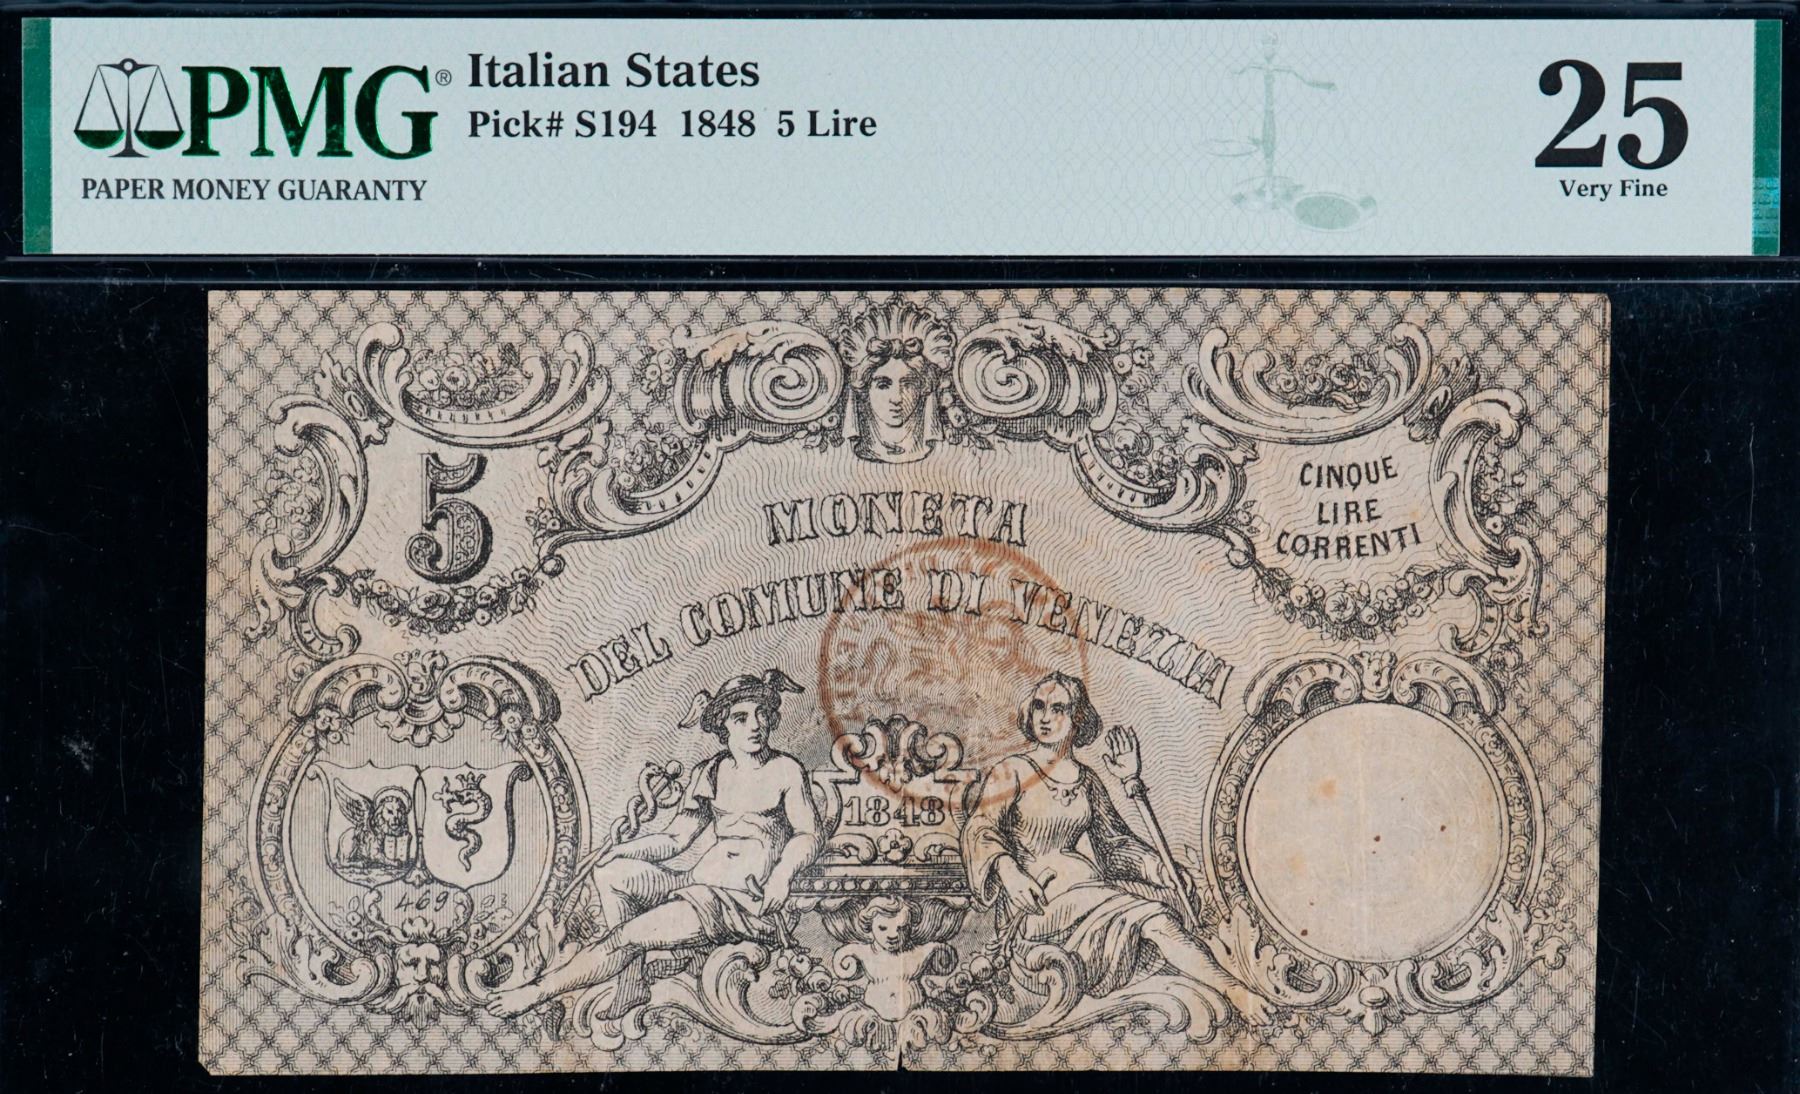 PMG®
PAPER MONEY GUARANTY
Italian States
Pick# S194 1848 5 Lire
25
Very Fine
5
CINQUE
LIRE
CORRENTI
MONETA
DEL COMUNE DI VENEZIA
1848
469